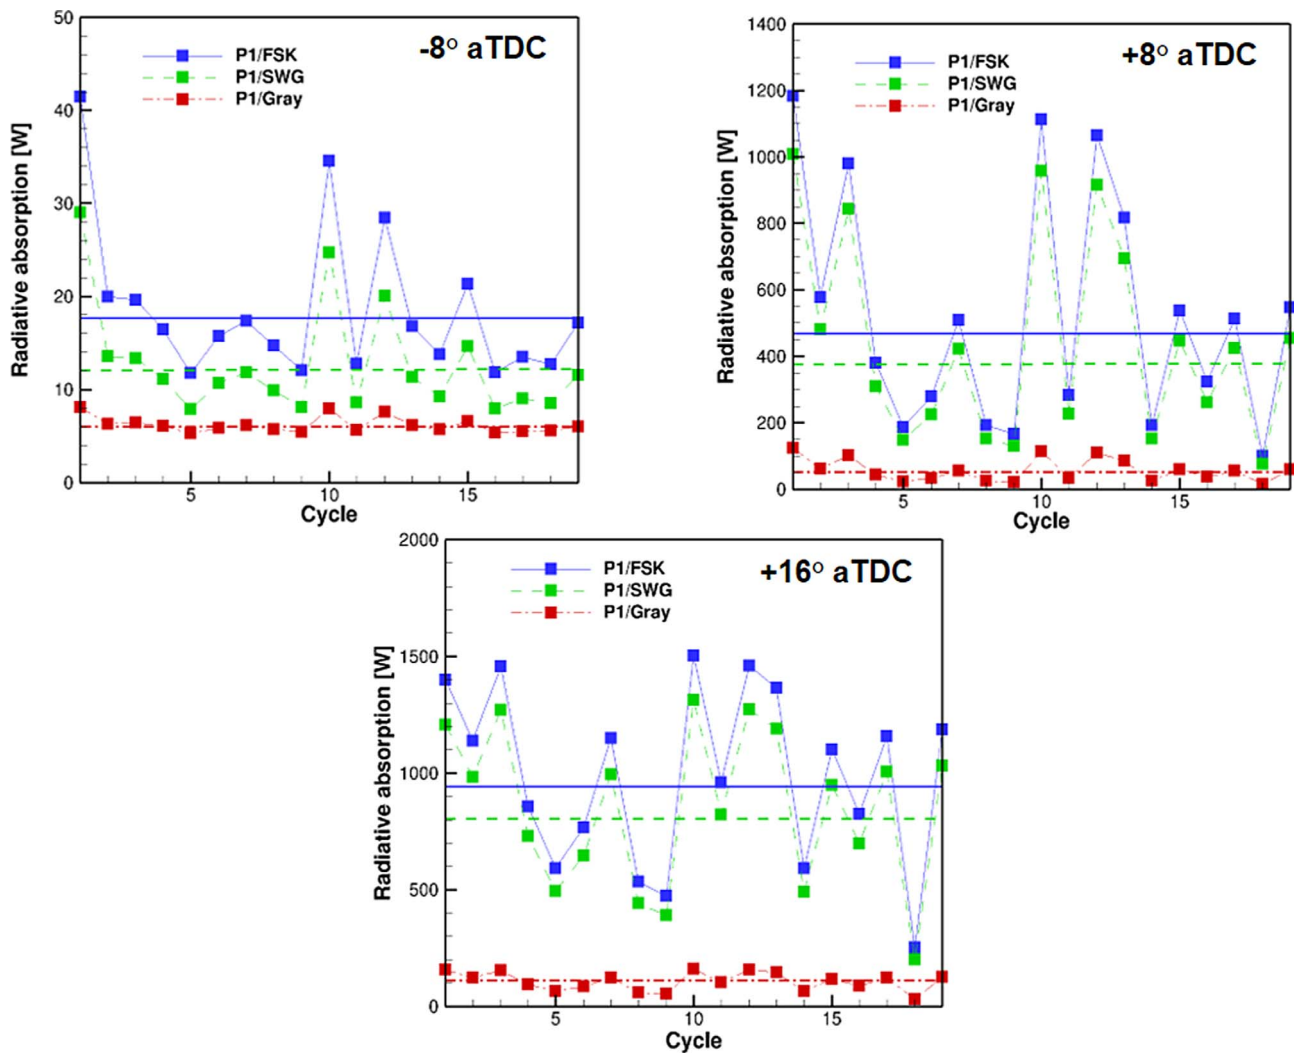 -8° aTDC
P1/FSK
P1/SWG
P1/Gray
Radiative absorption [W]
50
40
30
20
10
0
5
10
15
Cycle
+8° aTDC
P1/FSK
P1/SWG
P1/Gray
Radiative absorption [W]
1400
1200
1000
800
600
400
200
0
5
10
15
Cycle
+16° aTDC
P1/FSK
P1/SWG
P1/Gray
Radiative absorption [W]
2000
1500
1000
500
0
5
10
15
Cycle